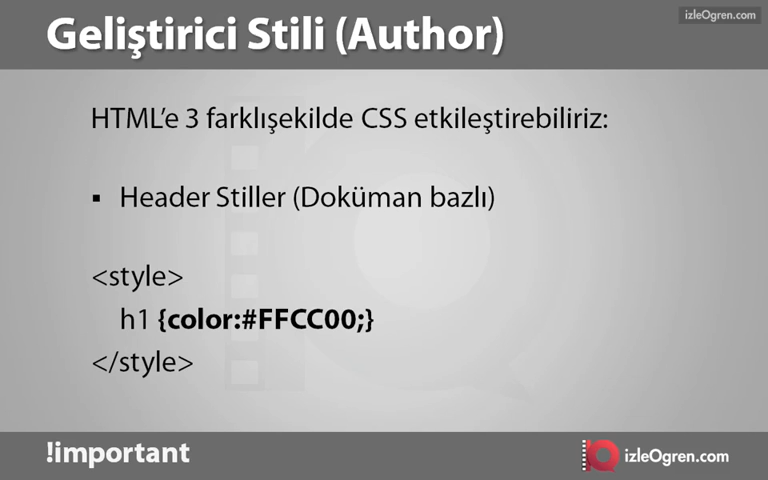 izleOgren.com
Geliştirici Stili (Author)
HTML'e 3 farklışekilde CSS etkileştirebiliriz:
▪ Header Stiller (Doküman bazlı)
<style>
h1 {color:#FFCC00;}
</style>
!important
izleOgren.com